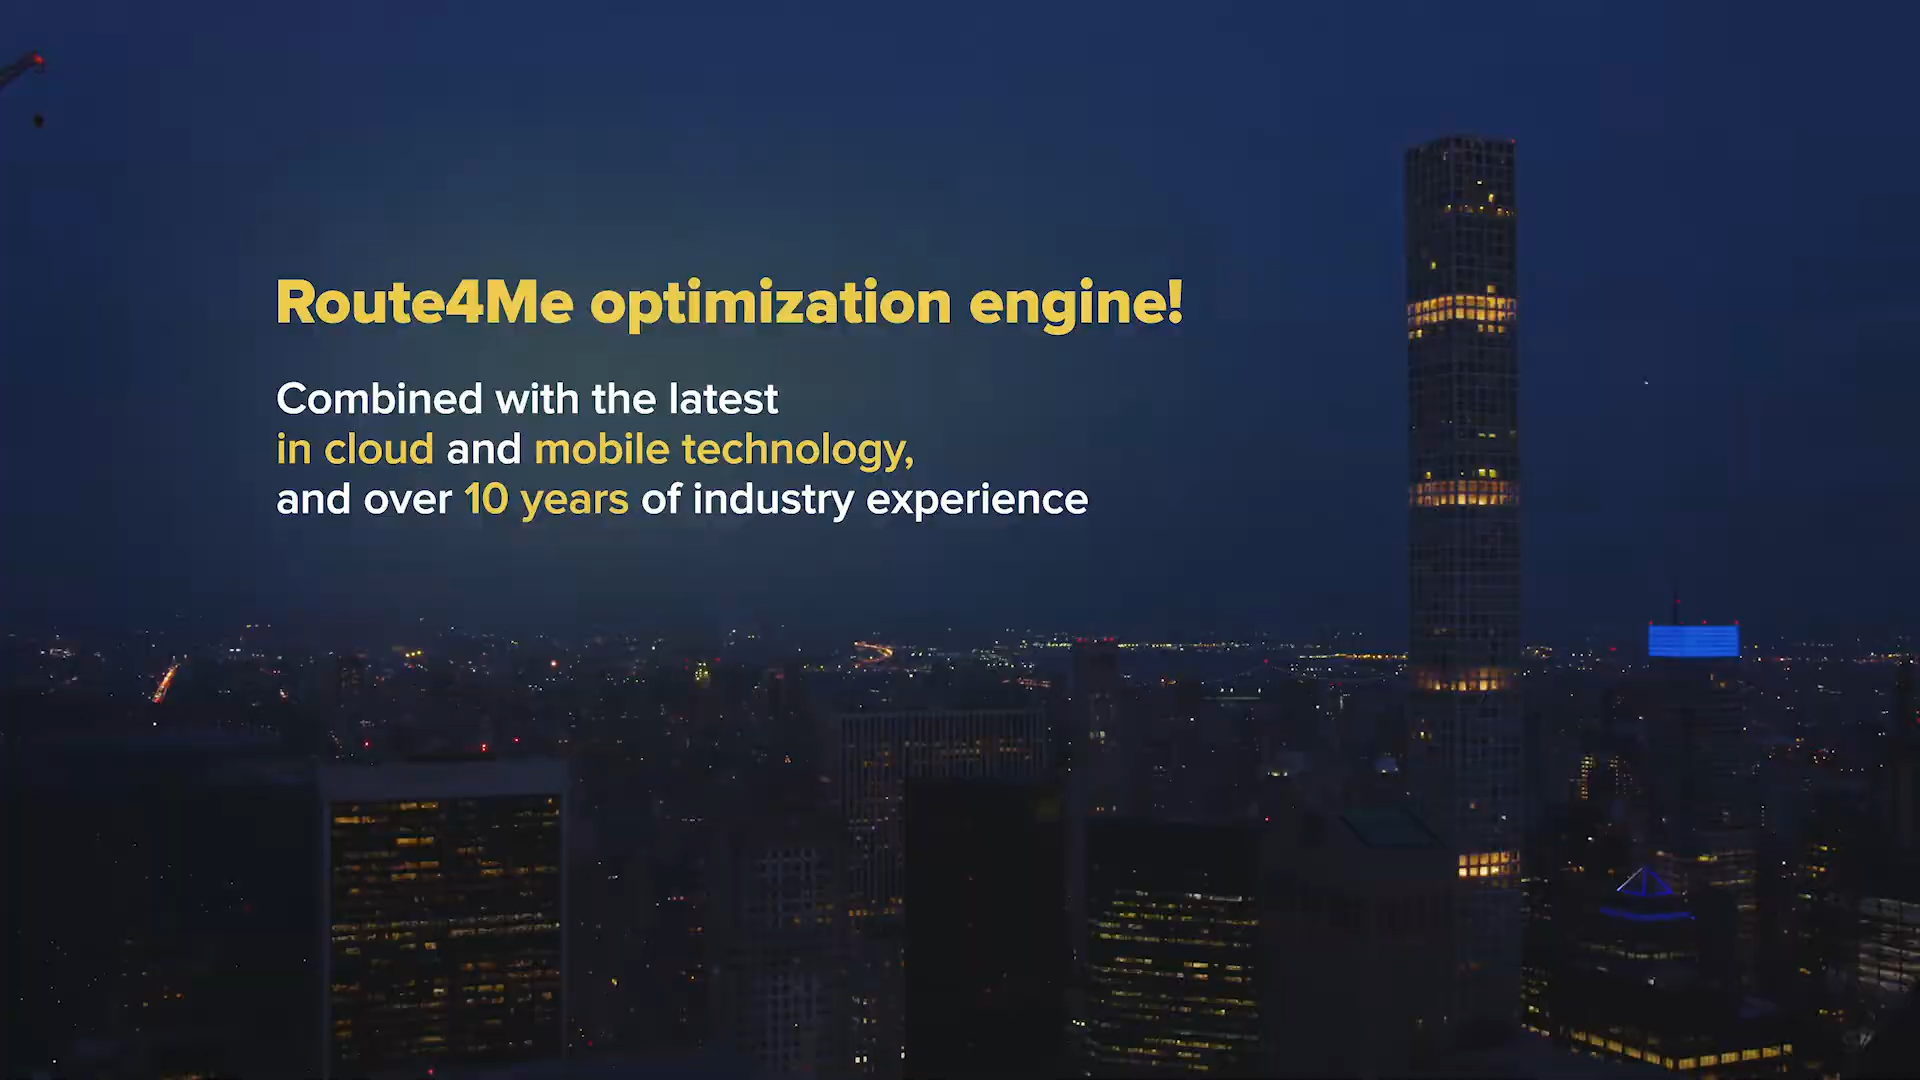 Route4Me optimization engine!
Combined with the latest
in cloud and mobile technology,
and over 10 years of industry experience